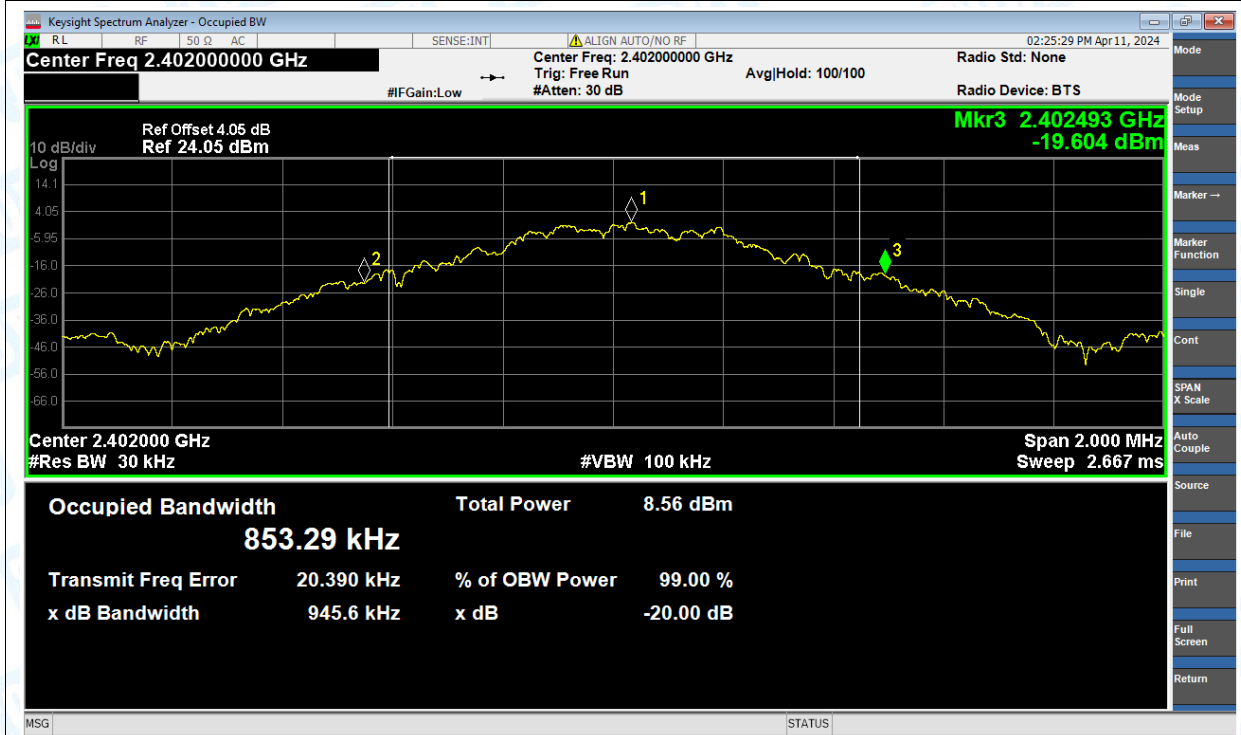 Keysight Spectrum Analyzer - Occupied BW
LXI RL RF 50 Ω AC SENSE:INT ALIGN AUTO/NO RF 02:25:29 PM Apr 11, 2024
Center Freq 2.402000000 GHz
Center Freq: 2.402000000 GHz
Radio Std: None
Trig: Free Run Avg|Hold: 100/100
#IFGain:Low #Atten: 30 dB Radio Device: BTS
Ref Offset 4.05 dB Mkr3 2.402493 GHz
10 dB/div Ref 24.05 dBm -19.604 dBm
Log
14.1
4.05
-5.95
-16.0
-26.0
-36.0
-46.0
-56.0
-66.0
1
2
3
Center 2.402000 GHz Span 2.000 MHz
#Res BW 30 kHz #VBW 100 kHz Sweep 2.667 ms
Occupied Bandwidth Total Power 8.56 dBm
853.29 kHz
Transmit Freq Error 20.390 kHz % of OBW Power 99.00 %
x dB Bandwidth 945.6 kHz x dB -20.00 dB
MSG STATUS
Mode
Mode
Setup
Meas
Marker →
Marker
Function
Single
Cont
SPAN
X Scale
Auto
Couple
Source
File
Print
Full
Screen
Return